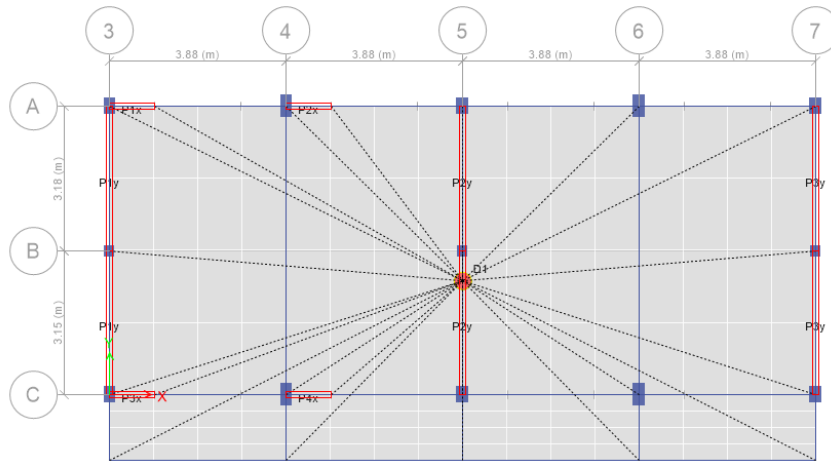 3 4 5 6 7
3.88 (m) 3.88 (m) 3.88 (m) 3.88 (m)
A
P1x P2x
3.18 (m)
P1y P2y P3y
B
D1
3.15 (m)
P1y P2y P3y
Y
C
P3x X P4x